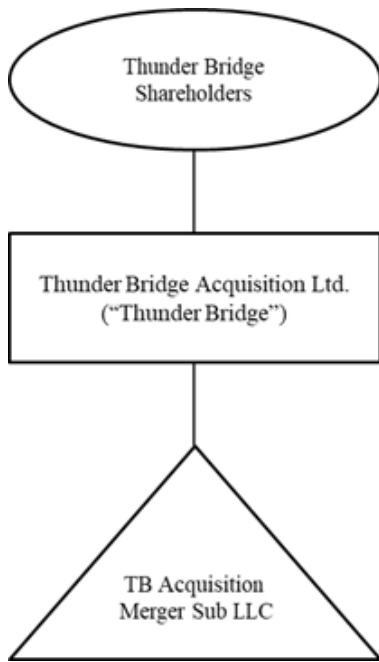 Thunder Bridge
Shareholders
Thunder Bridge Acquisition Ltd.
(“Thunder Bridge”)
TB Acquisition
Merger Sub LLC